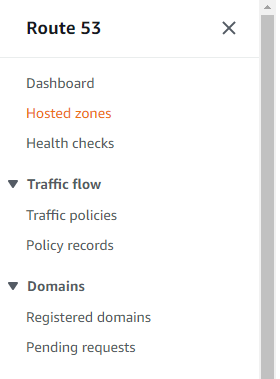 Route 53
Dashboard
Hosted zones
Health checks
Traffic flow
Traffic policies
Policy records
Domains
Registered domains
Pending requests